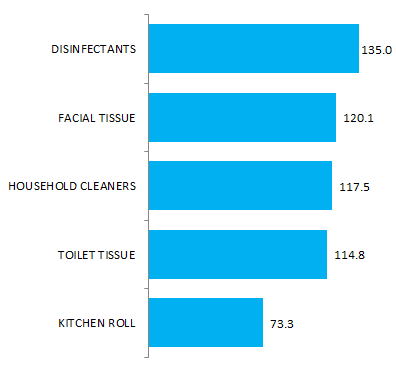 DISINFECTANTS 135.0
FACIAL TISSUE 120.1
HOUSEHOLD CLEANERS 117.5
TOILET TISSUE 114.8
KITCHEN ROLL 73.3